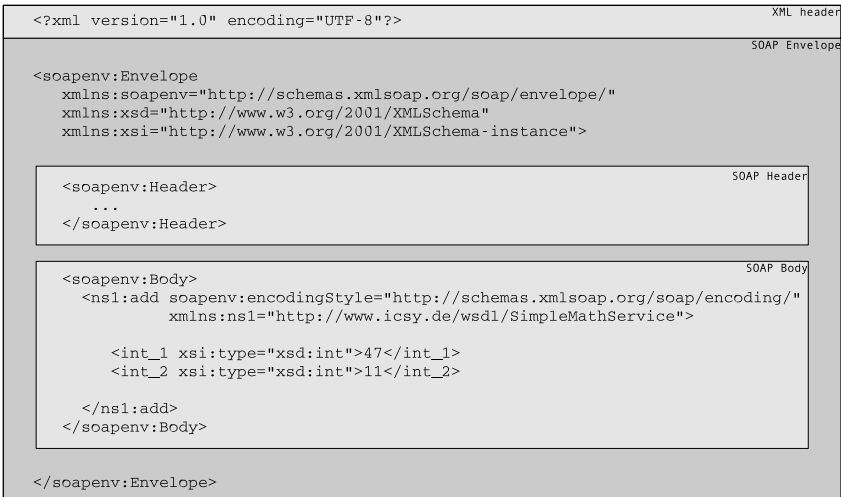 XML header
<?xml version="1.0" encoding="UTF-8"?>
SOAP Envelope
<soapenv:Envelope
xmlns:soapenv="http://schemas.xmlsoap.org/soap/envelope/"
xmlns:xsd="http://www.w3.org/2001/XMLSchema"
xmlns:xsi="http://www.w3.org/2001/XMLSchema-instance">
SOAP Header
<soapenv:Header>
...
</soapenv:Header>
SOAP Body
<soapenv:Body>
<ns1:add soapenv:encodingStyle="http://schemas.xmlsoap.org/soap/encoding/"
xmlns:ns1="http://www.icsy.de/wsdl/SimpleMathService">
<int_1 xsi:type="xsd:int">47</int_1>
<int_2 xsi:type="xsd:int">11</int_2>
</ns1:add>
</soapenv:Body>
</soapenv:Envelope>